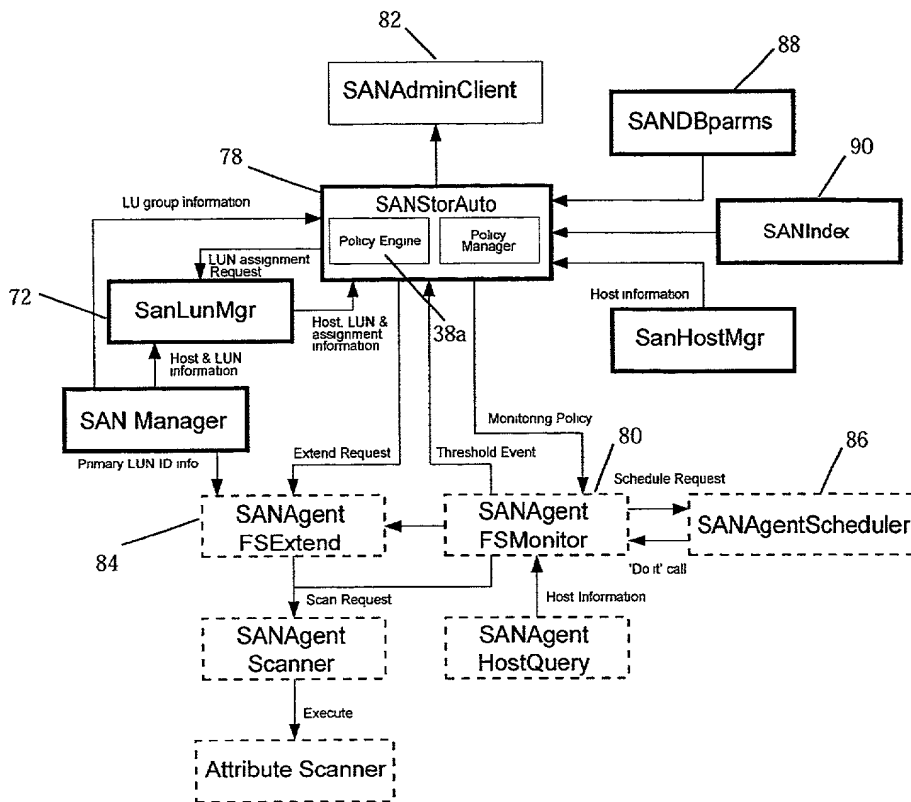 82
SANAdminClient
88
SANDBparms
78
90
LU group information
SANStorAuto
Policy Engine
Policy
Manager
SANIndex
LUN assignment
Request
72
SanLunMgr
Host, LUN &
assignment
information
38a
Host information
SanHostMgr
Host & LUN
information
SAN Manager
Primary LUN ID info
Monitoring Policy
80
86
Extend Request
Threshold Event
Schedule Request
SANAgent
FSExtend
SANAgent
FSMonitor
SANAgentScheduler
84
'Do it' call
Scan Request
Host Information
SANAgent
Scanner
SANAgent
HostQuery
Execute
Attribute Scanner